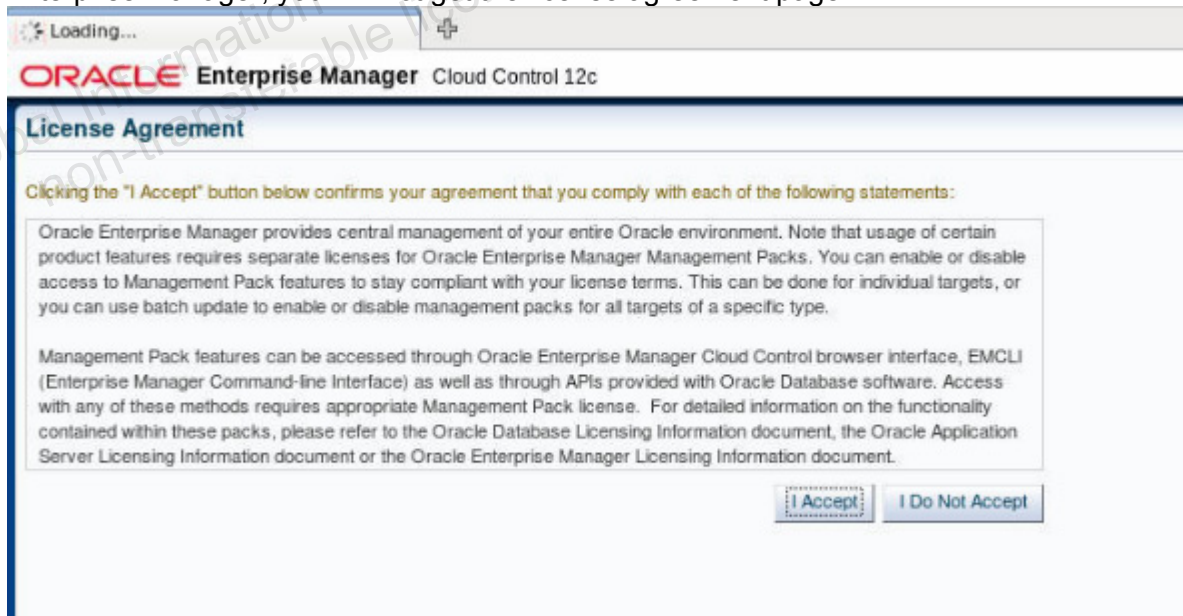 Loading...
ORACLE Enterprise Manager Cloud Control 12c
License Agreement
Clicking the "I Accept" button below confirms your agreement that you comply with each of the following statements:
Oracle Enterprise Manager provides central management of your entire Oracle environment. Note that usage of certain
product features requires separate licenses for Oracle Enterprise Manager Management Packs. You can enable or disable
access to Management Pack features to stay compliant with your license terms. This can be done for individual targets, or
you can use batch update to enable or disable management packs for all targets of a specific type.
Management Pack features can be accessed through Oracle Enterprise Manager Cloud Control browser interface, EMCLI
(Enterprise Manager Command-line Interface) as well as through APIs provided with Oracle Database software. Access
with any of these methods requires appropriate Management Pack license. For detailed information on the functionality
contained within these packs, please refer to the Oracle Database Licensing Information document, the Oracle Application
Server Licensing Information document or the Oracle Enterprise Manager Licensing Information document.
I Accept I Do Not Accept
non-transferable
Information